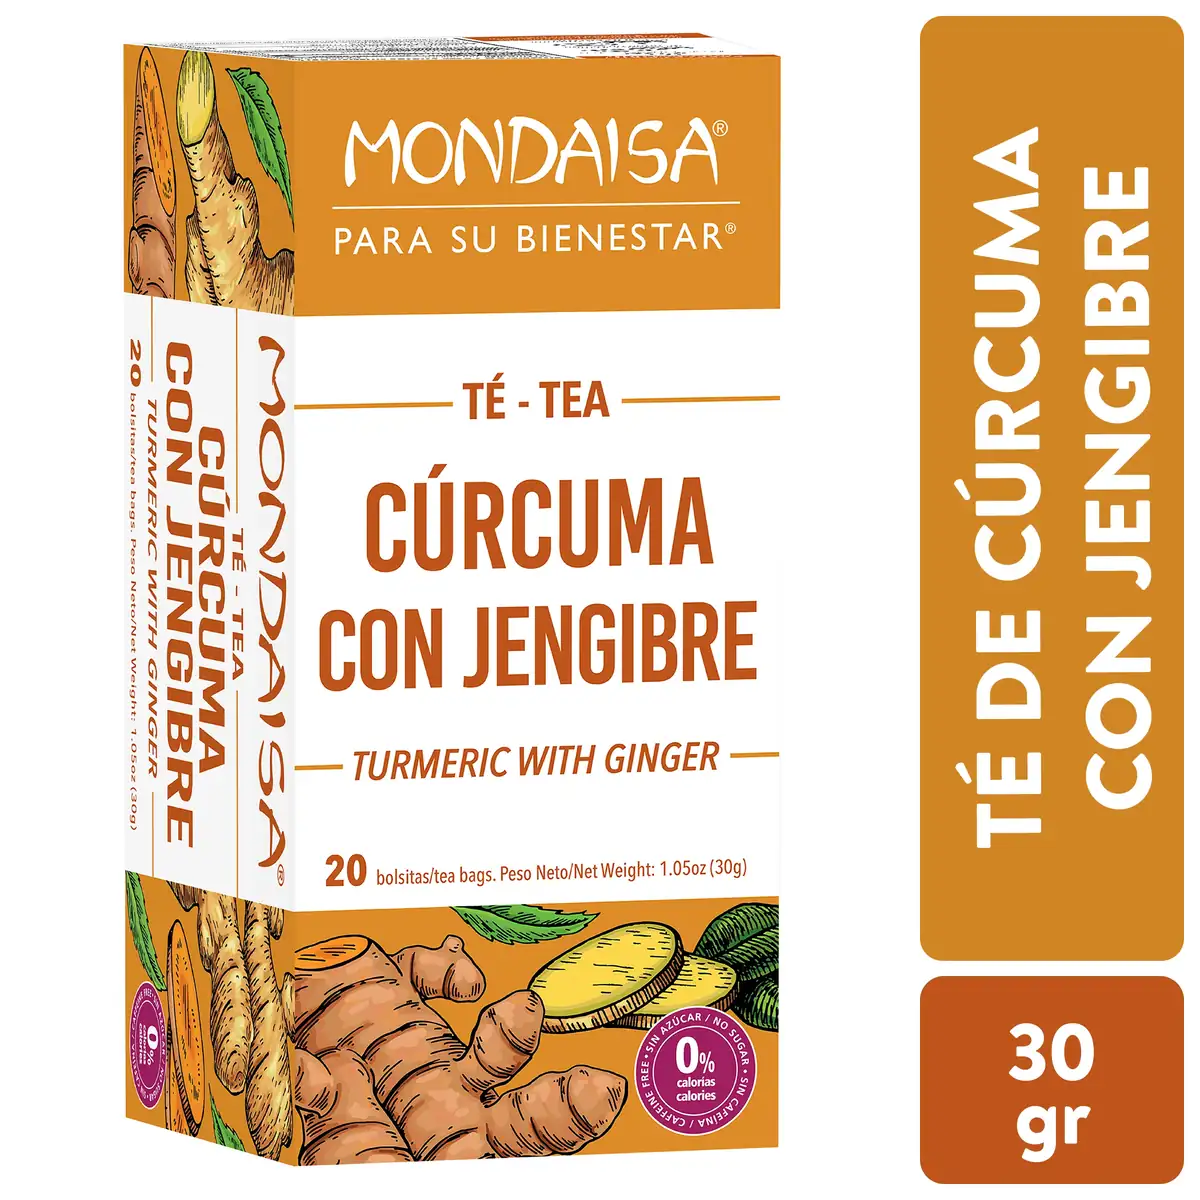 MONDAISA®
PARA SU BIENESTAR®
TÉ - TEA
CÚRCUMA
CON JENGIBRE
TURMERIC WITH GINGER
20 bolsitas/tea bags. Peso Neto/Net Weight: 1.05oz (30g)
SIN AZÚCAR / NO SUGAR • SIN CAFEINA / CAFFEINE FREE •
0%
calorías
calories
MONDAISA®
TÉ - TEA
CÚRCUMA
CON JENGIBRE
TURMERIC WITH GINGER
20 bolsitas/tea bags. Peso Neto/Net Weight: 1.05oz (30g)
0%
TÉ DE CÚRCUMA
CON JENGIBRE
30
gr